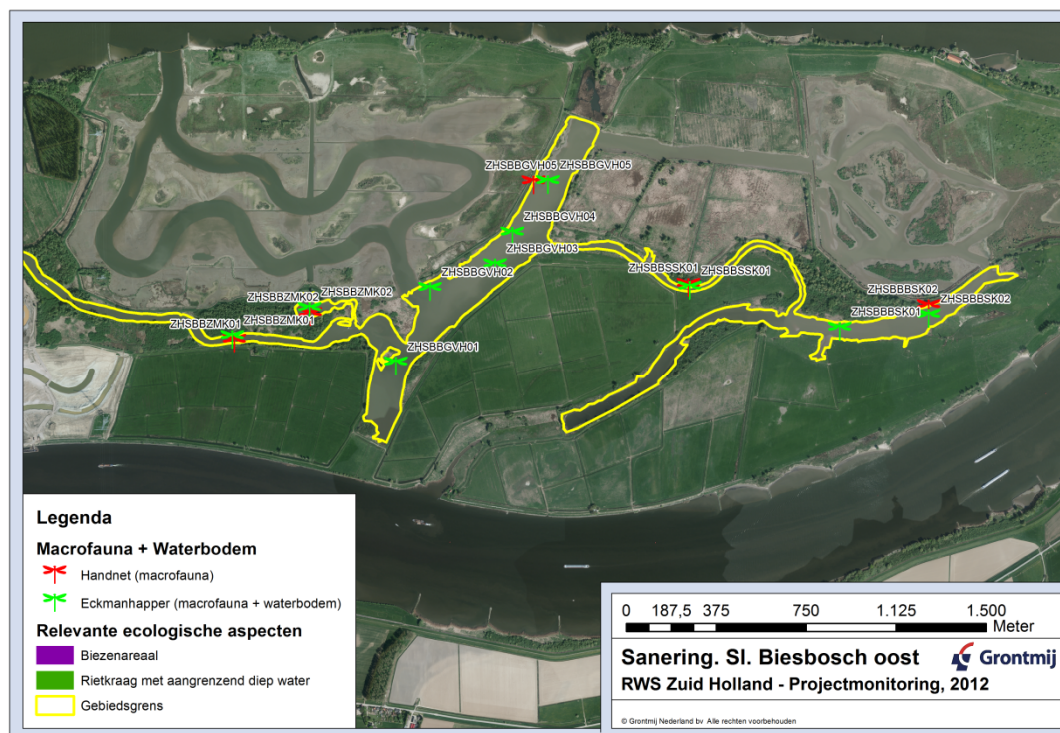 ZHSBBGVH05 ZHSBBGVH05
ZHSBBGVH04
ZHSBBGVH03
ZHSBBGVH02
ZHSBBSSK01 ZHSBBSSK01
ZHSBBZMK02 ZHSBBZMK02
ZHSBBBSK02
ZHSBBBSK02
ZHSBBBSK01
ZHSBBZMK01 ZHSBBZMK01
ZHSBBGVH01
Legenda
Macrofauna + Waterbodem
Handnet (macrofauna)
Eckmanhapper (macrofauna + waterbodem)
Relevante ecologische aspecten
Biezenareaal
Rietkraag met aangrenzend diep water
Gebiedsgrens
0 187,5 375 750 1.125 1.500
Meter
Sanering. Sl. Biesbosch oost
Grontmij
RWS Zuid Holland - Projectmonitoring, 2012
© Grontmij Nederland bv Alle rechten voorbehouden